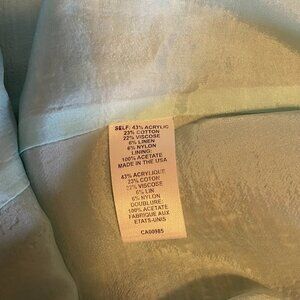 SELF: 43% ACRYLIC
23% COTTON
22% VISCOSE
6% LINEN
6% NYLON
LINING:
100% ACETATE
MADE IN THE USA
43% ACRYLIQUE
23% COTON
22% VISCOSE
6% LIN
6% NYLON
DOUBLURE:
100% ACETATE
FABRIQUE AUX
ETATS-UNIS
CA00985